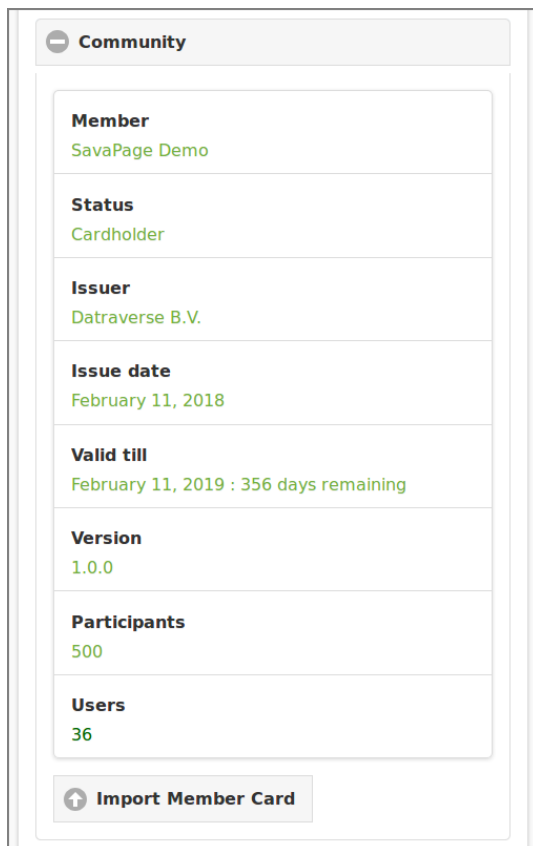 Community
Member
SavaPage Demo
Status
Cardholder
Issuer
Datraverse B.V.
Issue date
February 11, 2018
Valid till
February 11, 2019 : 356 days remaining
Version
1.0.0
Participants
500
Users
36
Import Member Card